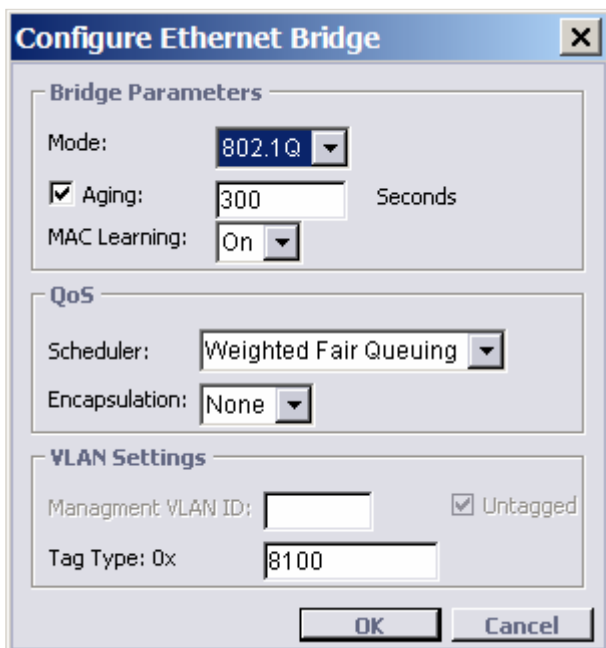 Configure Ethernet Bridge
Bridge Parameters
Mode: 802.1Q
Aging: 300 Seconds
MAC Learning: On
QoS
Scheduler: Weighted Fair Queuing
Encapsulation: None
VLAN Settings
Managment VLAN ID: Untagged
Tag Type: 0x 8100
OK Cancel